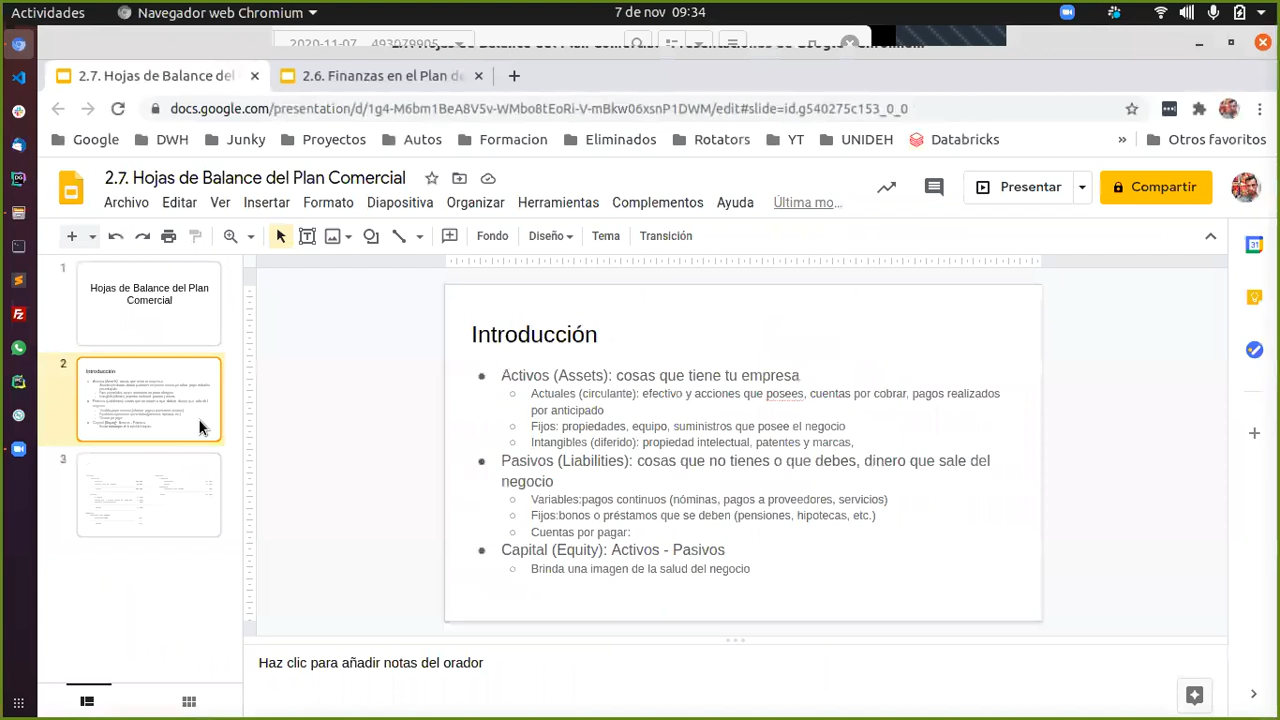 Actividades
Navegador web Chromium
7 de nov 09:34
2020-11-07
493079905
2.7. Hojas de Balance del
2.6. Finanzas en el Plan de
docs.google.com/presentation/d/1g4-M6bm1BeA8V5v-WMbo8tEoRi-V-mBkw06xsnP1DWM/edit#slide=id.g540275c153_0_0
Google
DWH
Junky
Proyectos
Autos
Formacion
Eliminados
Rotators
YT
UNIDEH
Databricks
»
Otros favoritos
2.7. Hojas de Balance del Plan Comercial
Presentar
Compartir
Archivo
Editar
Ver
Insertar
Formato
Diapositiva
Organizar
Herramientas
Complementos
Ayuda
Última mo...
Fondo
Diseño
Tema
Transición
1
Hojas de Balance del Plan
Comercial
2
Introducción
3
Introducción
● Activos (Assets): cosas que tiene tu empresa
○ Actuales (circulante): efectivo y acciones que posees, cuentas por cobrar, pagos realizados
por anticipado
○ Fijos: propiedades, equipo, suministros que posee el negocio
○ Intangibles (diferido): propiedad intelectual, patentes y marcas,
● Pasivos (Liabilities): cosas que no tienes o que debes, dinero que sale del
negocio
○ Variables:pagos continuos (nóminas, pagos a proveedores, servicios)
○ Fijos:bonos o préstamos que se deben (pensiones, hipotecas, etc.)
○ Cuentas por pagar:
● Capital (Equity): Activos - Pasivos
○ Brinda una imagen de la salud del negocio
Haz clic para añadir notas del orador
31